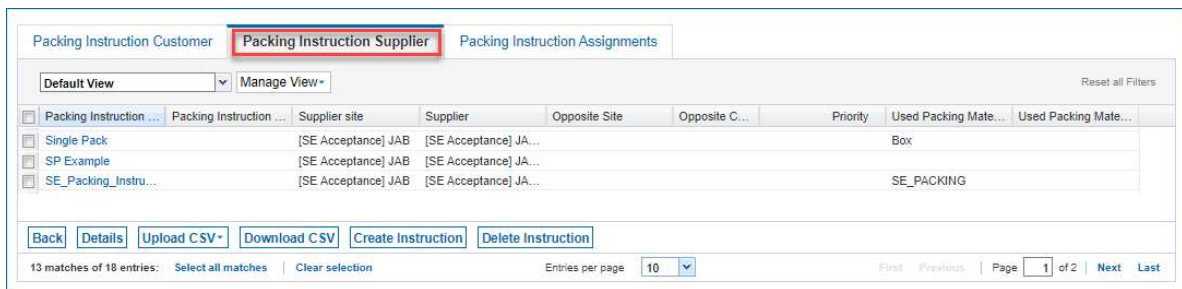 Packing Instruction Customer Packing Instruction Supplier Packing Instruction Assignments
Default View Manage View Reset all Filters
Packing Instruction ... Packing Instruction ... Supplier site Supplier Opposite Site Opposite C... Priority Used Packing Mate... Used Packing Mate...
Single Pack [SE Acceptance] JAB [SE Acceptance] JA... Box
SP Example [SE Acceptance] JAB [SE Acceptance] JA...
SE_Packing_Instru... [SE Acceptance] JAB [SE Acceptance] JA... SE_PACKING
Back Details Upload CSV Download CSV Create Instruction Delete Instruction
13 matches of 18 entries: Select all matches Clear selection Entries per page 10 First Previous Page 1 of 2 Next Last